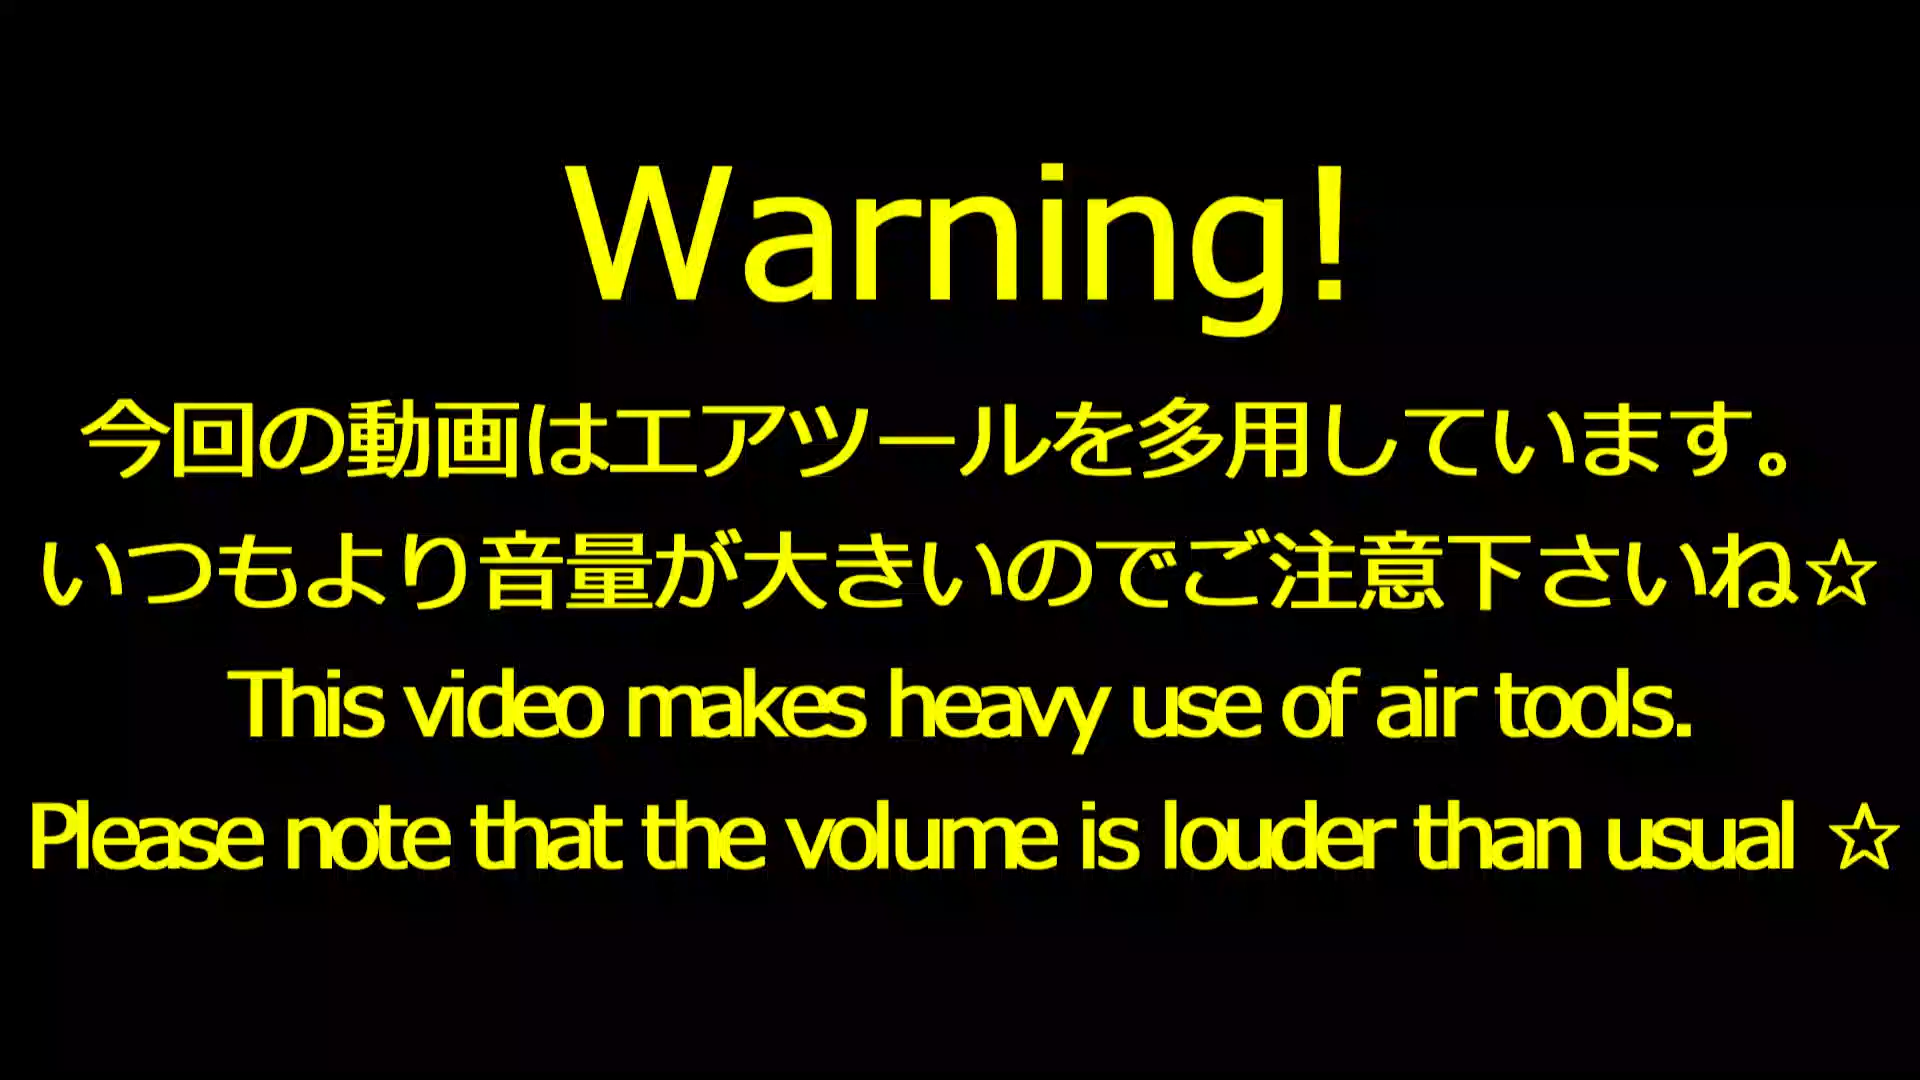 Warning!
今回の動画はエアツールを多用しています。
いつもより音量が大きいのでご注意下さいね☆
This video makes heavy use of air tools.
Please note that the volume is louder than usual ☆